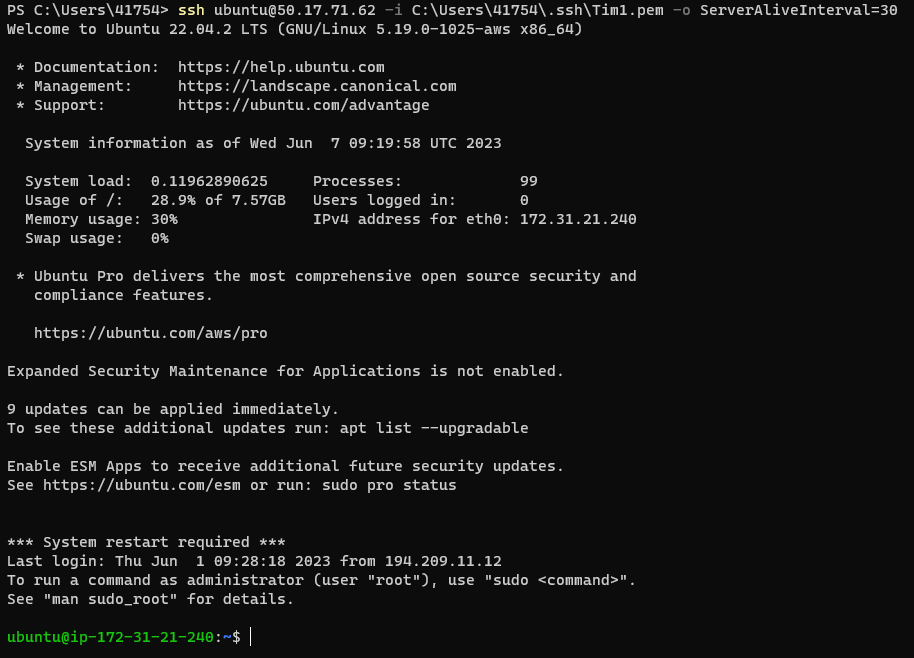 PS C:\Users\41754> ssh ubuntu@50.17.71.62 -i C:\Users\41754\.ssh\Tim1.pem -o ServerAliveInterval=30
Welcome to Ubuntu 22.04.2 LTS (GNU/Linux 5.19.0-1025-aws x86_64)

 * Documentation:  https://help.ubuntu.com
 * Management:     https://landscape.canonical.com
 * Support:        https://ubuntu.com/advantage

  System information as of Wed Jun  7 09:19:58 UTC 2023

  System load:  0.11962890625     Processes:             99
  Usage of /:   28.9% of 7.57GB   Users logged in:       0
  Memory usage: 30%               IPv4 address for eth0: 172.31.21.240
  Swap usage:   0%

 * Ubuntu Pro delivers the most comprehensive open source security and
   compliance features.

   https://ubuntu.com/aws/pro

Expanded Security Maintenance for Applications is not enabled.

9 updates can be applied immediately.
To see these additional updates run: apt list --upgradable

Enable ESM Apps to receive additional future security updates.
See https://ubuntu.com/esm or run: sudo pro status


*** System restart required ***
Last login: Thu Jun  1 09:28:18 2023 from 194.209.11.12
To run a command as administrator (user "root"), use "sudo <command>".
See "man sudo_root" for details.

ubuntu@ip-172-31-21-240:~$